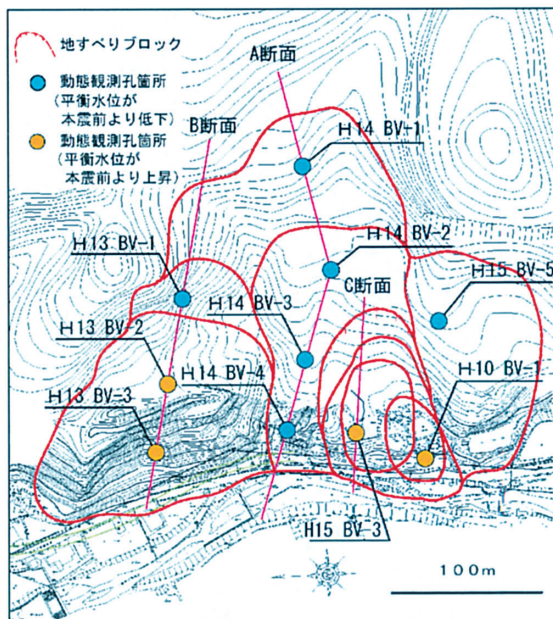 地すべりブロック
動態観測孔箇所
(平衡水位が
本震前より低下)
動態観測孔箇所
(平衡水位が
本震前より上昇)
A断面
B断面
C断面
H14 BV-1
H13 BV-1
H14 BV-2
H15 BV-5
H14 BV-3
H13 BV-2
H14 BV-4
H10 BV-1
H13 BV-3
H15 BV-3
100m